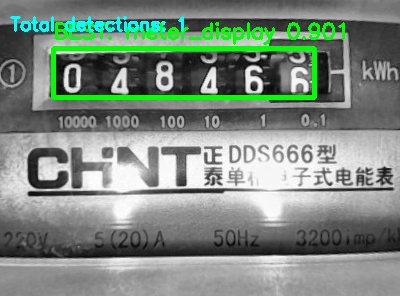 Total detections: 1
BEST: meter_display 0.901
① 0 4 8 4 6 6 kWh
10000 1000 100 10 1 0.1
CHNT 正泰
DDS666型
单相电子式电能表
220V 5(20)A 50Hz 3200imp/k